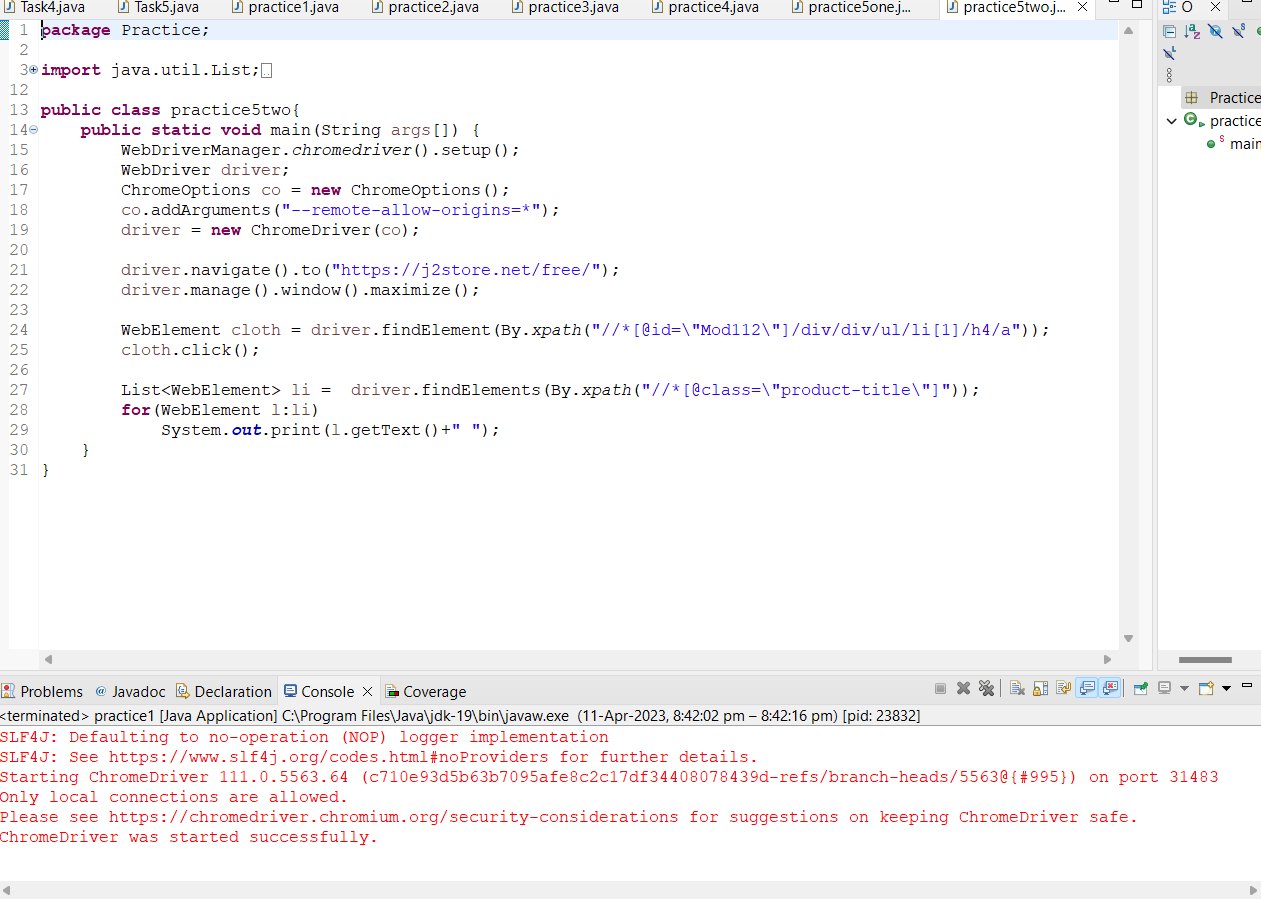 Task4.java Task5.java practice1.java practice2.java practice3.java practice4.java practice5one.j... practice5two.j... O
1 package Practice;
2
3 import java.util.List;
12
13 public class practice5two{
14 public static void main(String args[]) {
15 WebDriverManager.chromedriver().setup();
16 WebDriver driver;
17 ChromeOptions co = new ChromeOptions();
18 co.addArguments("--remote-allow-origins=*");
19 driver = new ChromeDriver(co);
20
21 driver.navigate().to("https://j2store.net/free/");
22 driver.manage().window().maximize();
23
24 WebElement cloth = driver.findElement(By.xpath("//*[@id=\"Mod112\"]/div/div/ul/li[1]/h4/a"));
25 cloth.click();
26
27 List<WebElement> li =  driver.findElements(By.xpath("//*[@class=\"product-title\"]"));
28 for(WebElement l:li)
29 System.out.print(l.getText()+" ");
30 }
31 }
Practice
practice
main
Problems @ Javadoc Declaration Console Coverage
<terminated> practice1 [Java Application] C:\Program Files\Java\jdk-19\bin\javaw.exe (11-Apr-2023, 8:42:02 pm – 8:42:16 pm) [pid: 23832]
SLF4J: Defaulting to no-operation (NOP) logger implementation
SLF4J: See https://www.slf4j.org/codes.html#noProviders for further details.
Starting ChromeDriver 111.0.5563.64 (c710e93d5b63b7095afe8c2c17df34408078439d-refs/branch-heads/5563@{#995}) on port 31483
Only local connections are allowed.
Please see https://chromedriver.chromium.org/security-considerations for suggestions on keeping ChromeDriver safe.
ChromeDriver was started successfully.